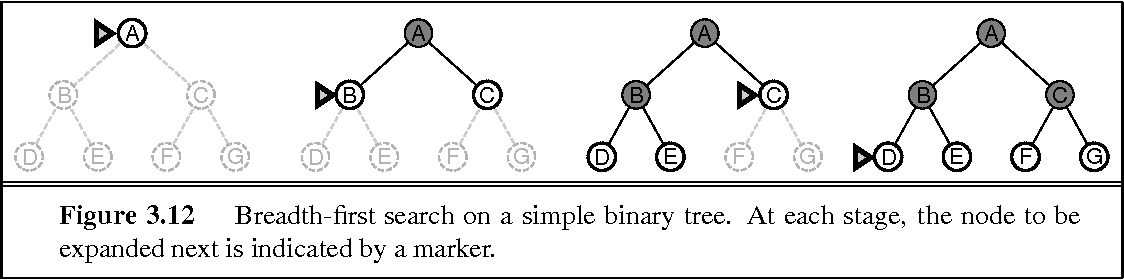 A A A A
B C B C B C B C
D E F G D E F G D E F G D E F G
Figure 3.12 Breadth-first search on a simple binary tree. At each stage, the node to be
expanded next is indicated by a marker.